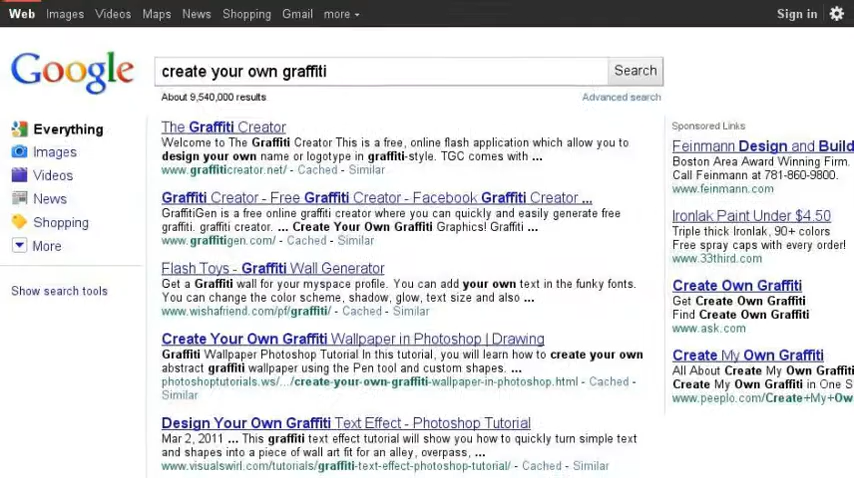 Web Images Videos Maps News Shopping Gmail more
Sign in
Google
create your own graffiti
Search
About 9,540,000 results
Advanced search
Everything
Images
Videos
News
Shopping
More
Show search tools
The Graffiti Creator
Welcome to The Graffiti Creator This is a free, online flash application which allow you to
design your own name or logotype in graffiti-style. TGC comes with ...
www.graffiticreator.net/ - Cached - Similar
Graffiti Creator - Free Graffiti Creator - Facebook Graffiti Creator ...
GraffitiGen is a free online graffiti creator where you can quickly and easily generate free
graffiti. graffiti creator. ... Create Your Own Graffiti Graphics! Graffiti ...
www.graffitigen.com/ - Cached - Similar
Flash Toys - Graffiti Wall Generator
Get a Graffiti wall for your myspace profile. You can add your own text in the funky fonts.
You can change the color scheme, shadow, glow, text size and also ...
www.wishafriend.com/pf/graffiti/ - Cached - Similar
Create Your Own Graffiti Wallpaper in Photoshop | Drawing
Graffiti Wallpaper Photoshop Tutorial In this tutorial, you will learn how to create your own
abstract graffiti wallpaper using the Pen tool and custom shapes. ...
photoshoptutorials.ws/.../create-your-own-graffiti-wallpaper-in-photoshop.html - Cached -
Similar
Design Your Own Graffiti Text Effect - Photoshop Tutorial
Mar 2, 2011 ... This graffiti text effect tutorial will show you how to quickly turn simple text
and shapes into a piece of wall art fit for an alley, overpass, ...
www.visualswirl.com/tutorials/graffiti-text-effect-photoshop-tutorial/ - Cached - Similar
Sponsored Links
Feinmann Design and Build
Boston Area Award Winning Firm.
Call Feinmann at 781-860-9800.
www.feinmann.com
Ironlak Paint Under $4.50
Triple thick Ironlak, 90+ colors
Free spray caps with every order!
www.33third.com
Create Own Graffiti
Get Create Own Graffiti
Find Create Own Graffiti
www.ask.com
Create My Own Graffiti
All About Create My Own Graffiti
Create My Own Graffiti in One S
www.peeplo.com/Create+My+Ow